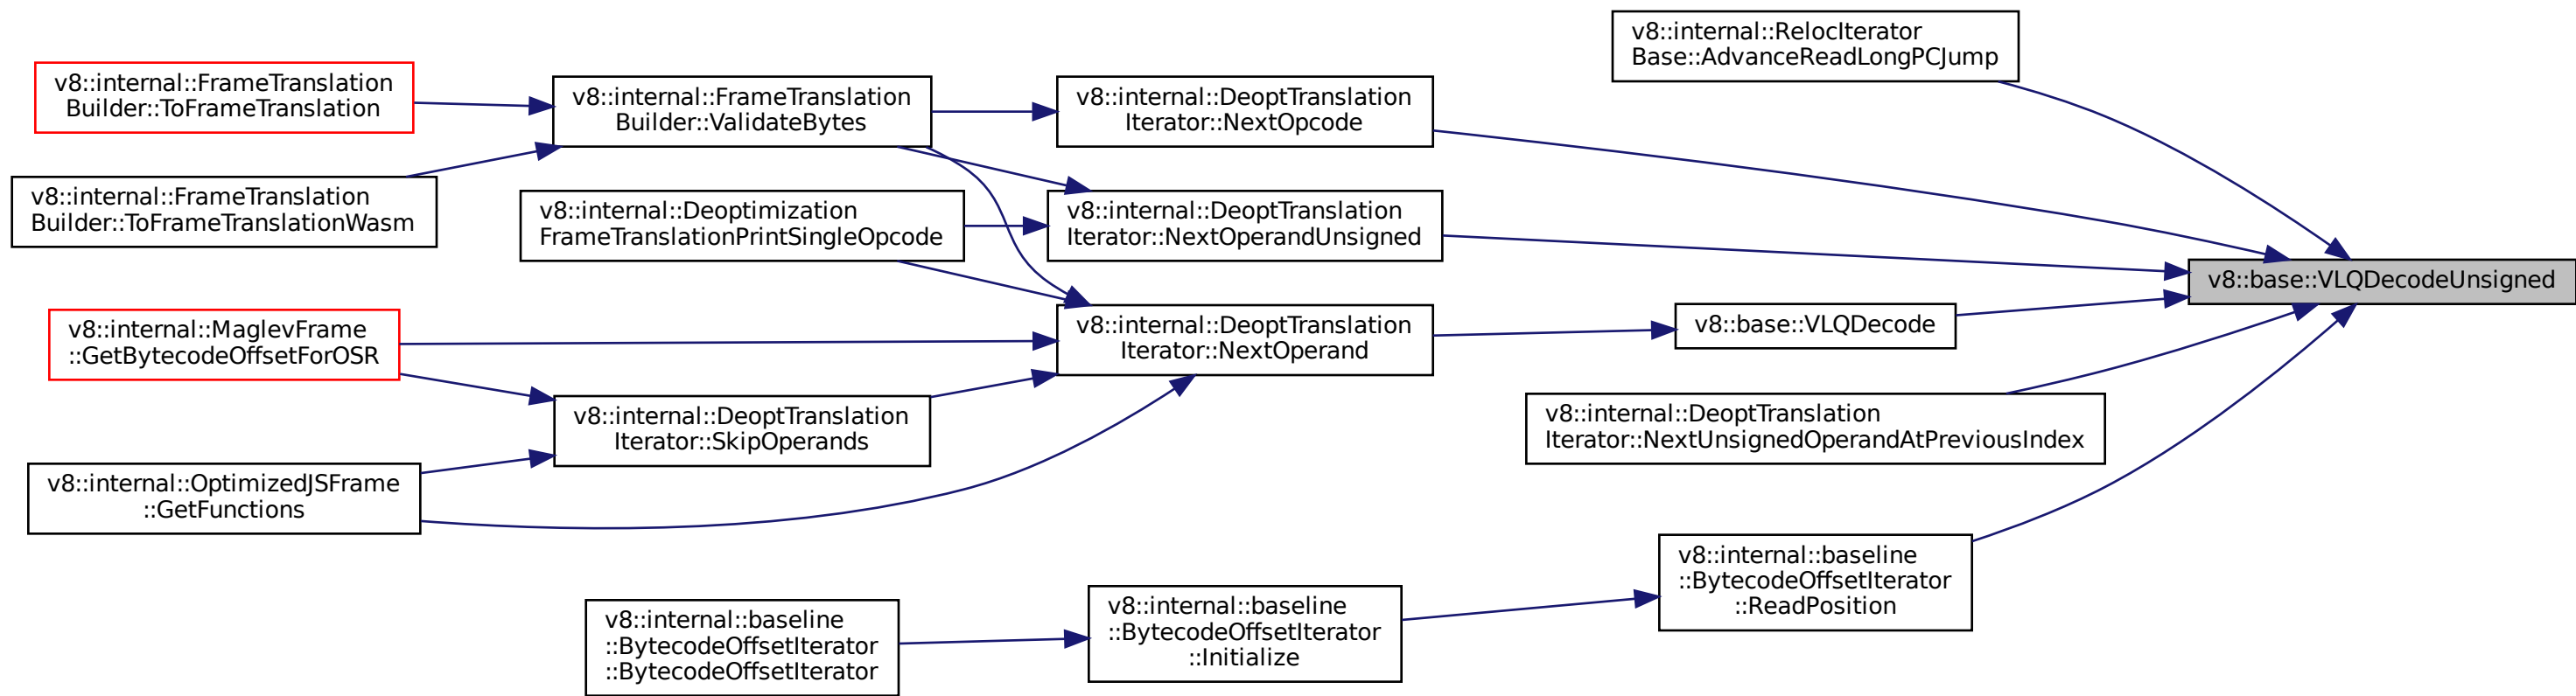 v8::internal::FrameTranslation
Builder::ToFrameTranslation
v8::internal::FrameTranslation
Builder::ToFrameTranslationWasm
v8::internal::MaglevFrame
::GetBytecodeOffsetForOSR
v8::internal::OptimizedJSFrame
::GetFunctions
v8::internal::FrameTranslation
Builder::ValidateBytes
v8::internal::Deoptimization
FrameTranslationPrintSingleOpcode
v8::internal::DeoptTranslation
Iterator::SkipOperands
v8::internal::baseline
::BytecodeOffsetIterator
::BytecodeOffsetIterator
v8::internal::DeoptTranslation
Iterator::NextOpcode
v8::internal::DeoptTranslation
Iterator::NextOperandUnsigned
v8::internal::DeoptTranslation
Iterator::NextOperand
v8::internal::baseline
::BytecodeOffsetIterator
::Initialize
v8::internal::RelocIterator
Base::AdvanceReadLongPCJump
v8::base::VLQDecode
v8::internal::DeoptTranslation
Iterator::NextUnsignedOperandAtPreviousIndex
v8::internal::baseline
::BytecodeOffsetIterator
::ReadPosition
v8::base::VLQDecodeUnsigned